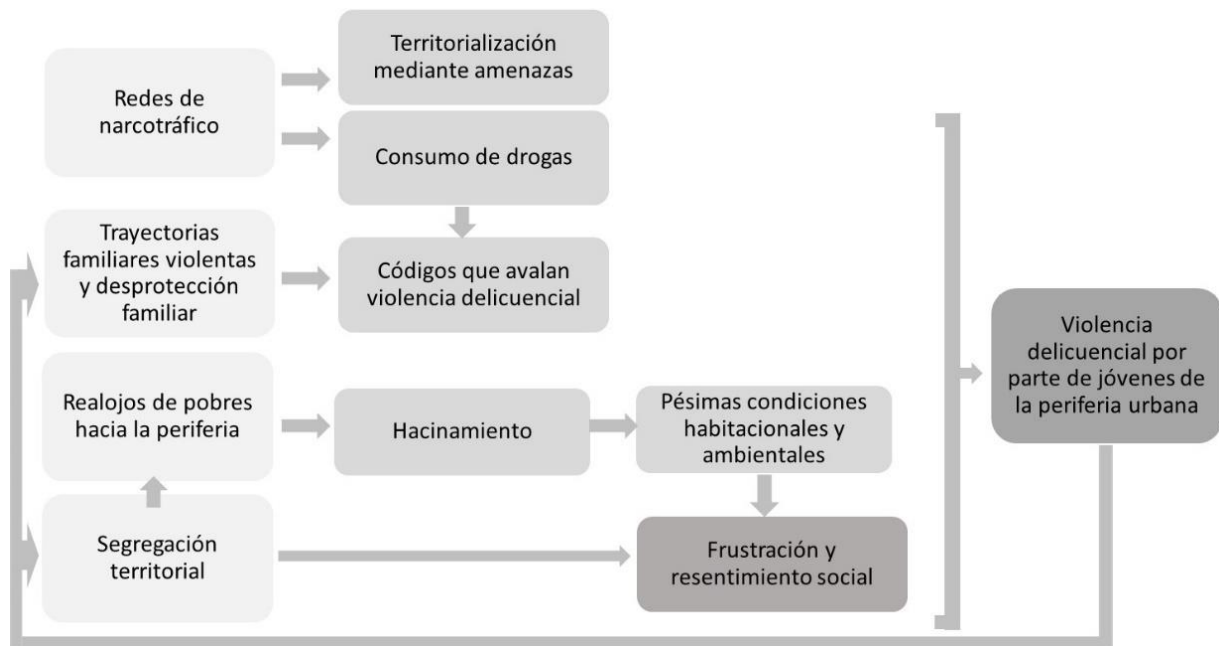 Redes de
narcotráfico
Territorialización
mediante amenazas
Consumo de drogas
Trayectorias
familiares violentas
y desprotección
familiar
Códigos que avalan
violencia delicuencial
Realojos de pobres
hacia la periferia
Hacinamiento
Pésimas condiciones
habitacionales y
ambientales
Segregación
territorial
Frustración y
resentimiento social
Violencia
delicuencial por
parte de jóvenes de
la periferia urbana